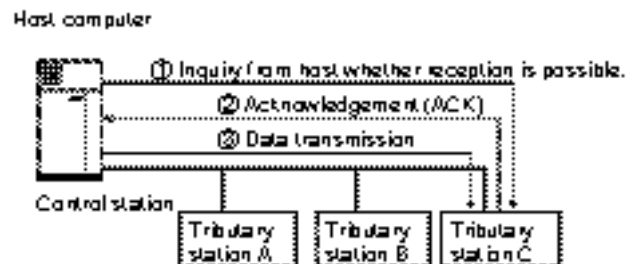 Host computer
① Inquiry from host whether reception is possible.
② Acknowledgement (ACK)
③ Data transmission
Control station
Tributary station A
Tributary station B
Tributary station C